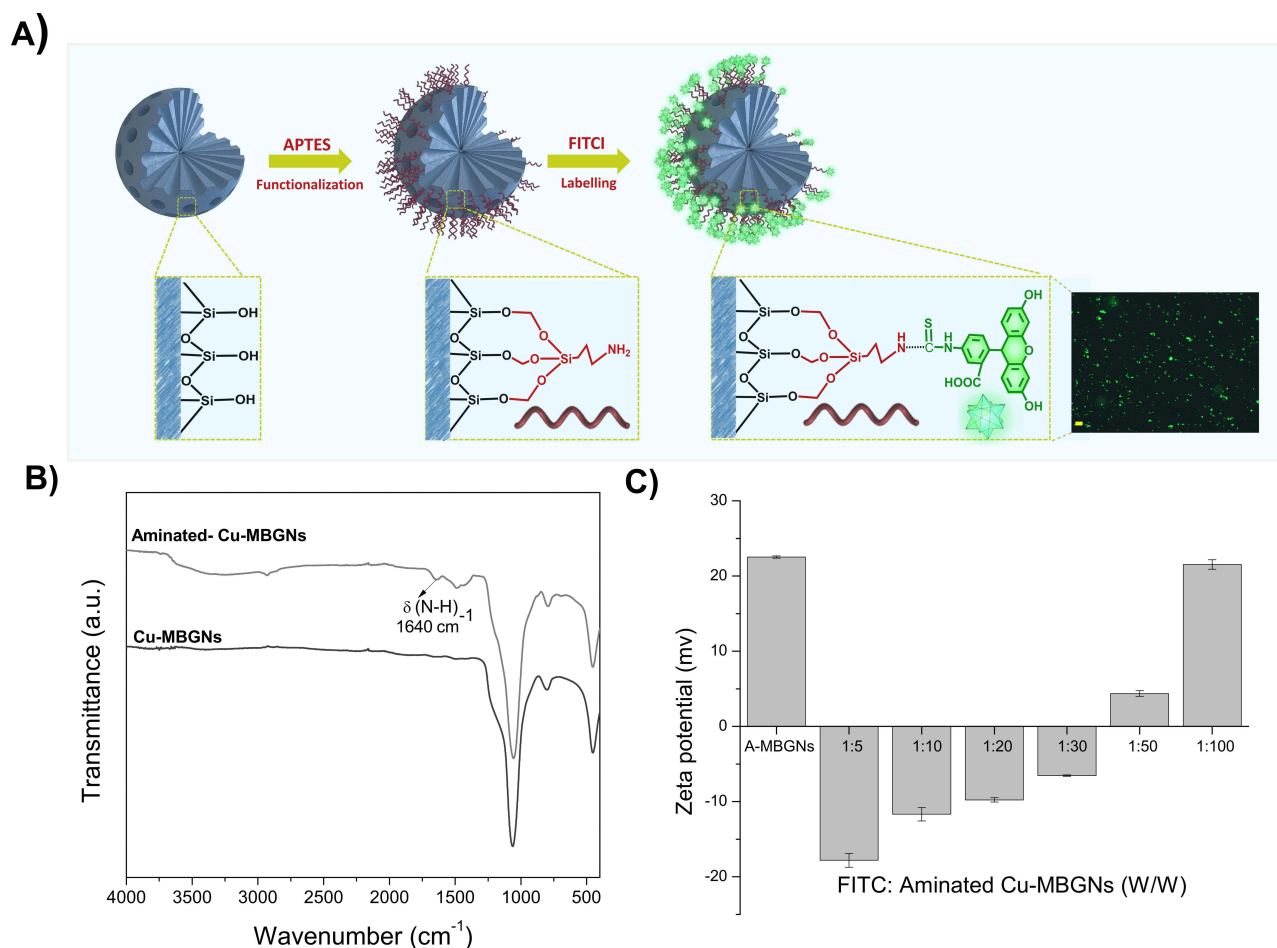 A)
APTES
Functionalization
FITCI
Labelling
Si OH
O
Si OH
O
Si OH
Si O
O
O
Si O
Si NH2
O
O
Si O
Si O
O
O
Si O
Si
O
O
Si O
H
N
S
C NH
HOOC
OH
O
OH
B)
Aminated- Cu-MBGNs
δ (N-H)
1640 cm-1
Cu-MBGNs
Transmittance (a.u.)
4000 3500 3000 2500 2000 1500 1000 500
Wavenumber (cm-1)
C)
30
20
10
0
-10
-20
Zeta potential (mv)
A-MBGNs 1:5 1:10 1:20 1:30 1:50 1:100
FITC: Aminated Cu-MBGNs (W/W)